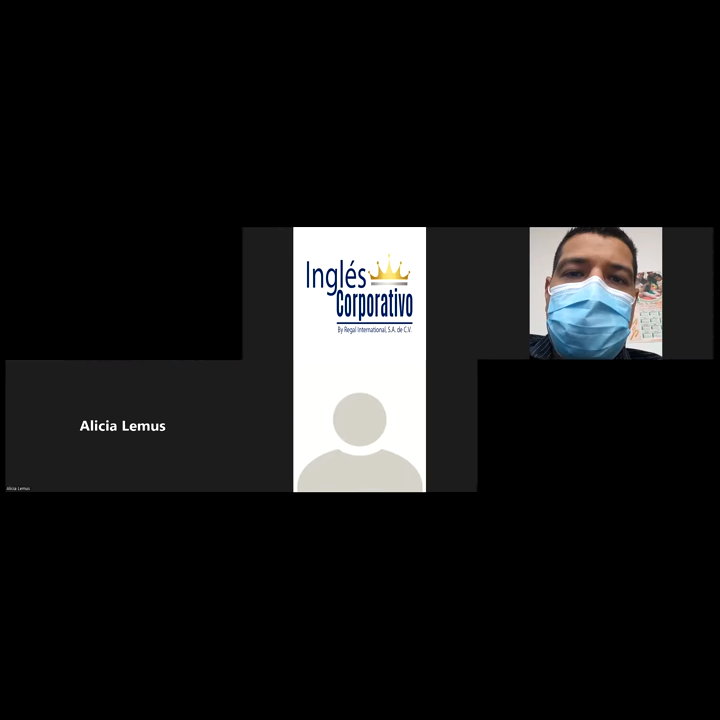 Inglés
Corporativo
By Regal International, S.A. de C.V.
Alicia Lemus
Alicia Lemus